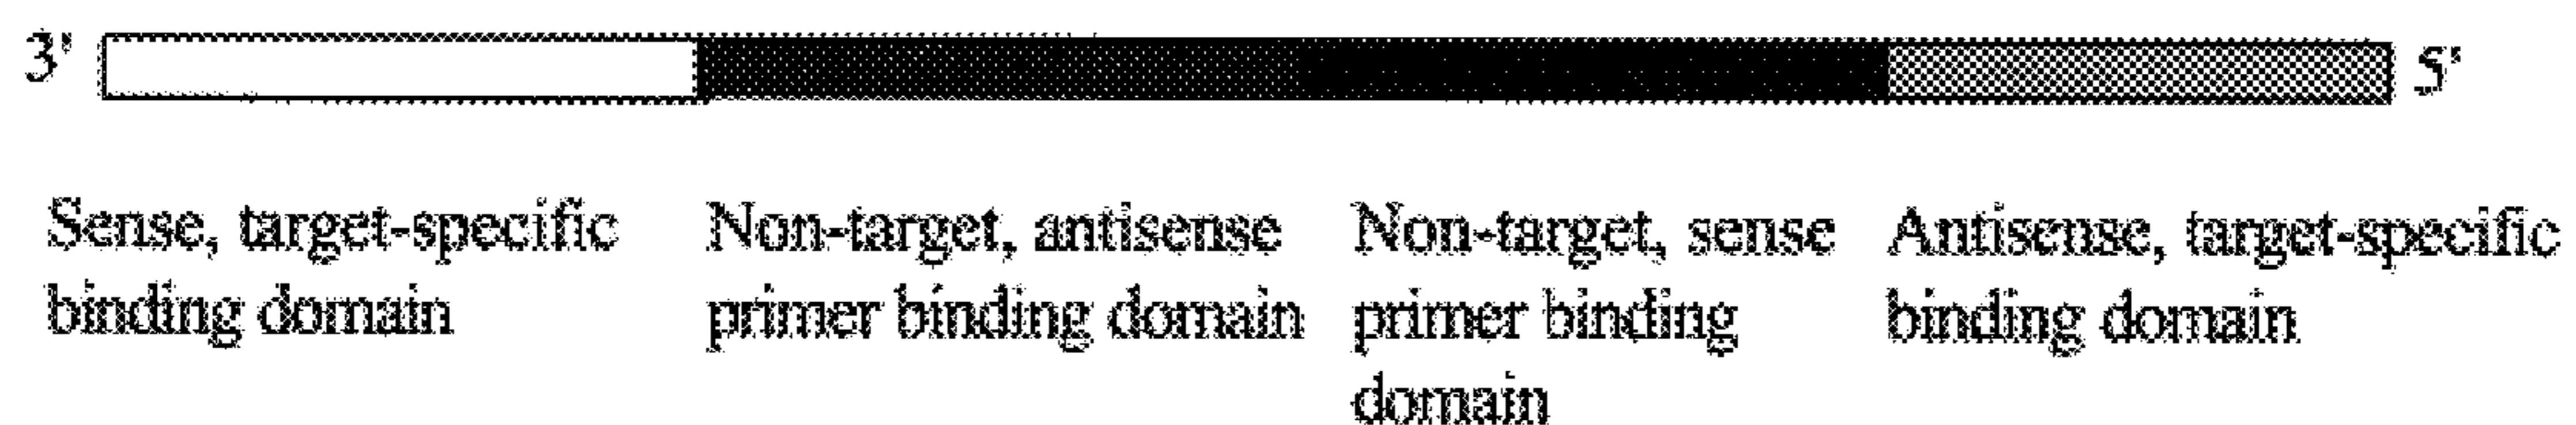 3' 5'
Sense, target-specific
binding domain
Non-target, antisense
primer binding domain
Non-target, sense
primer binding
domain
Antisense, target-specific
binding domain